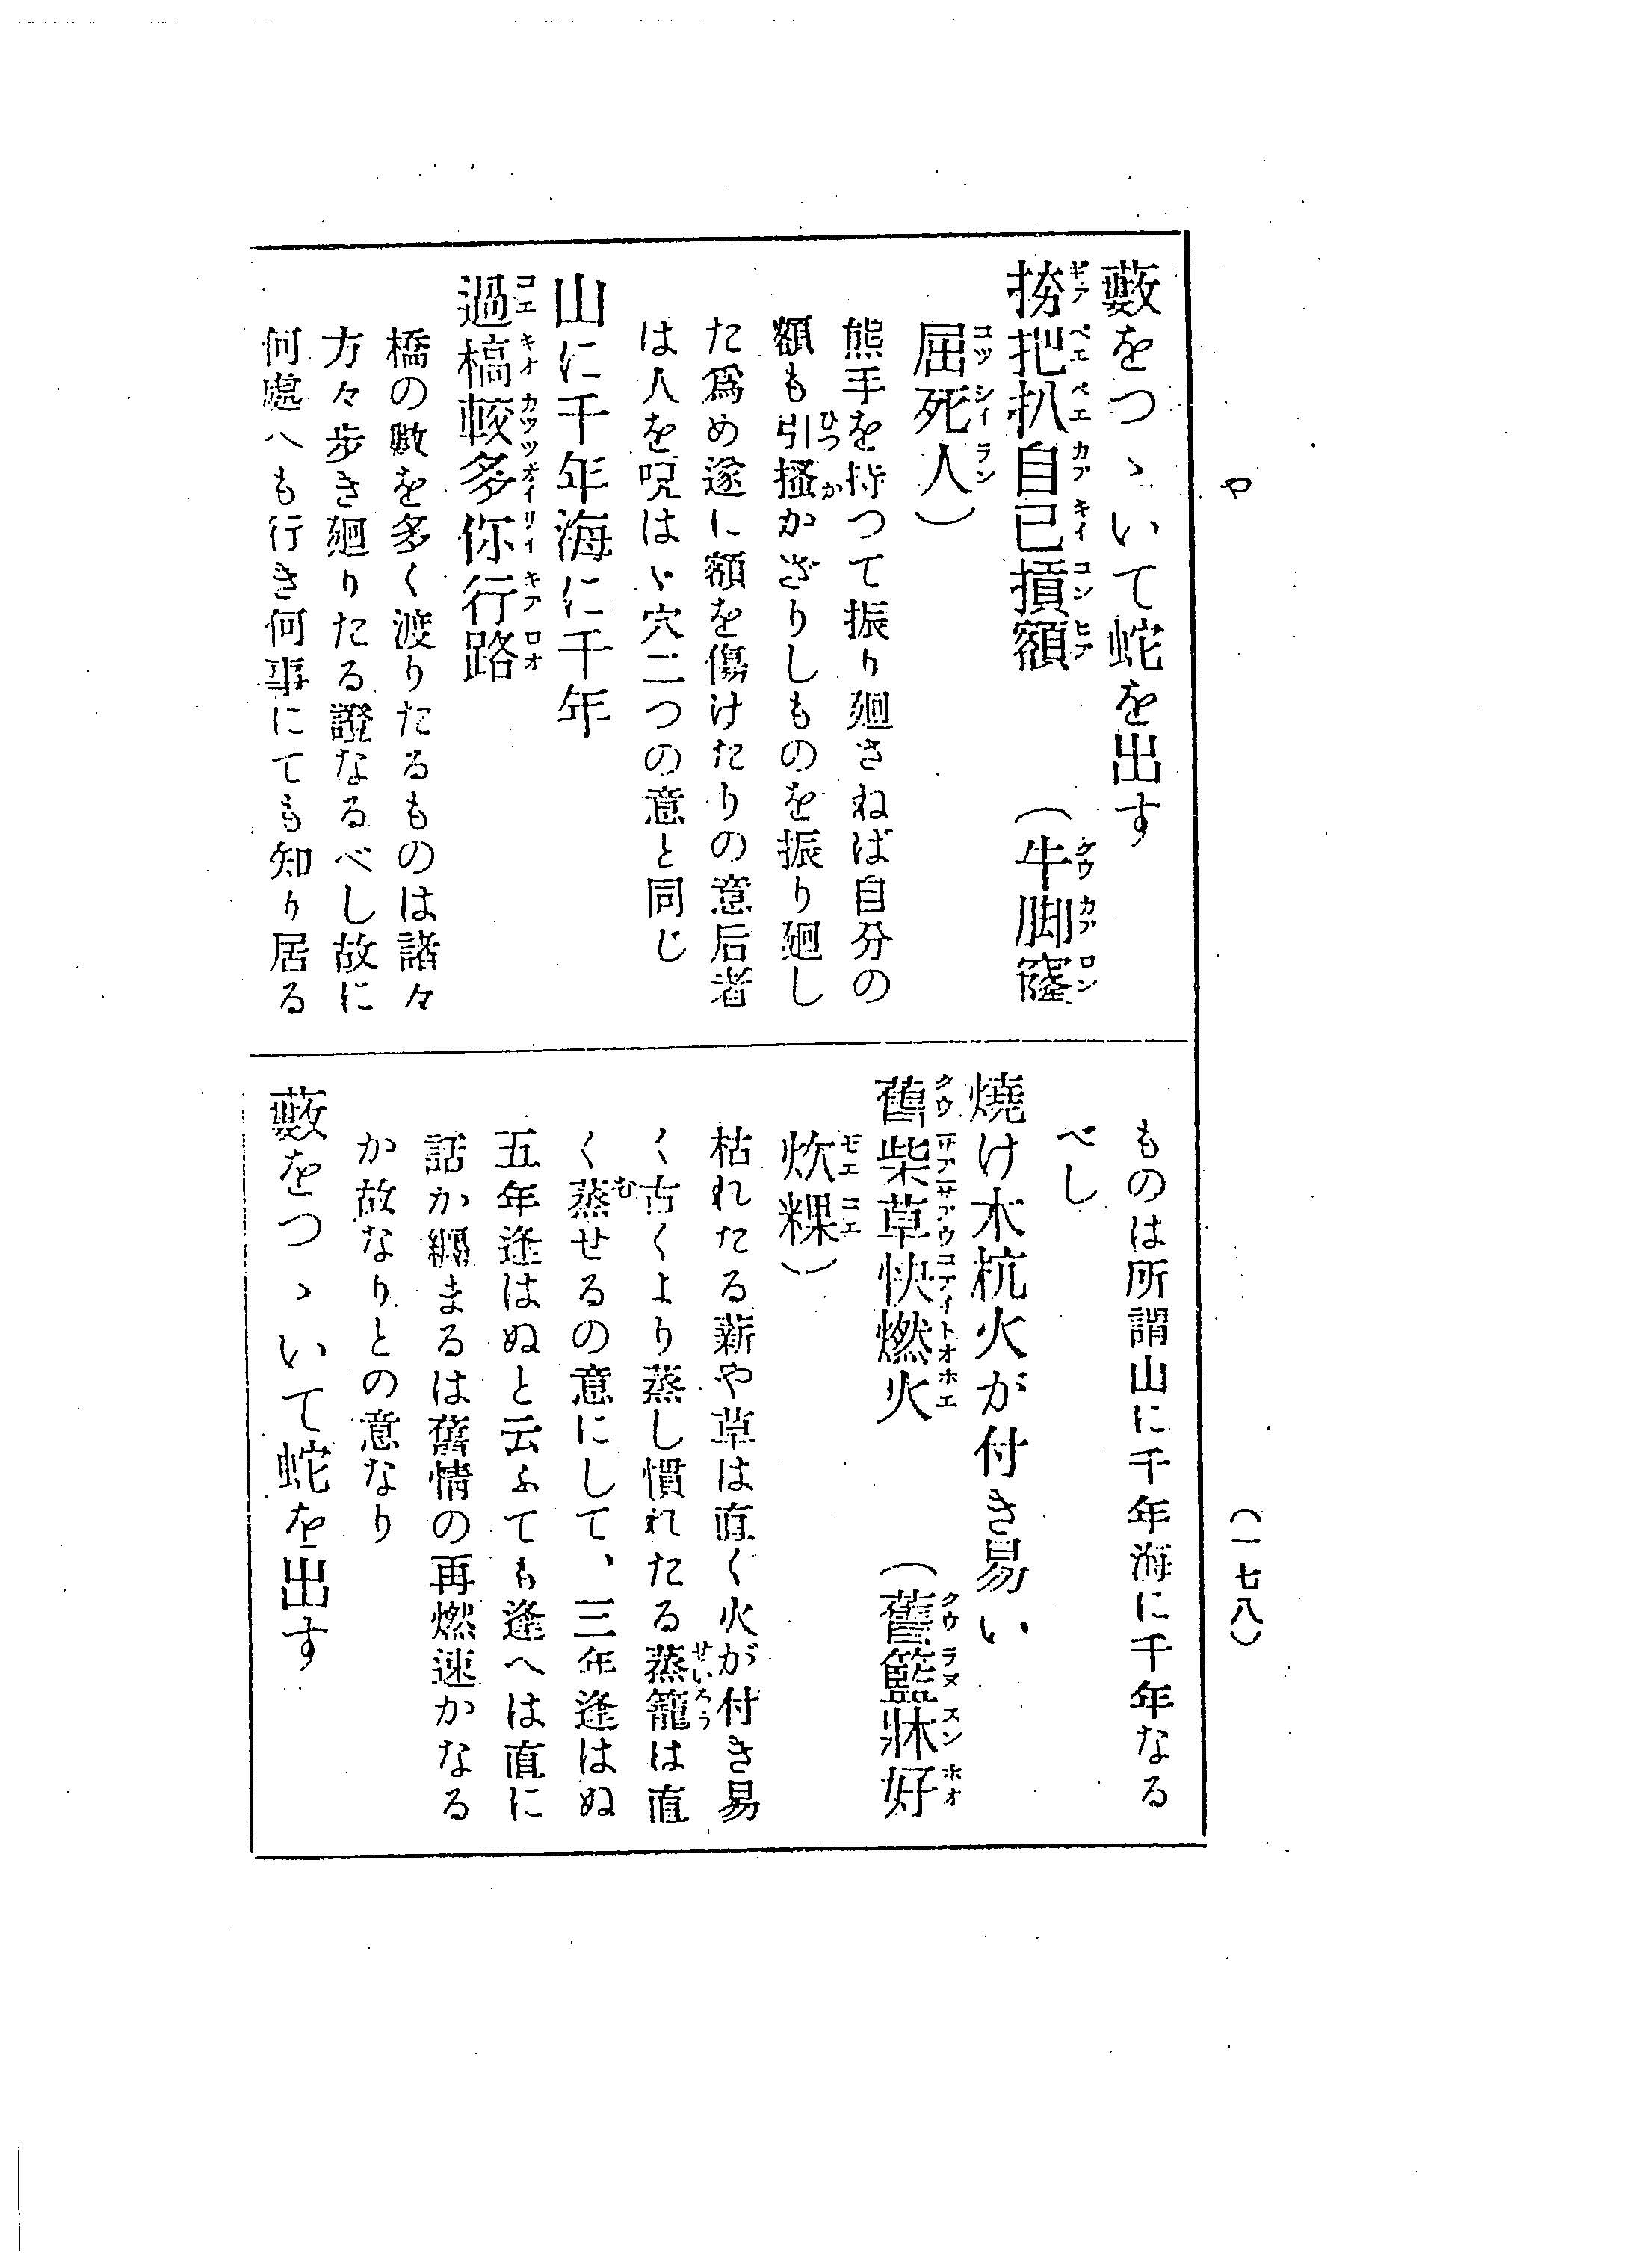 や
(一七八)
藪をつゝいて蛇を出す
搒把扒自己摃額 (牛脚窿
屈死人)
熊手を持つて振り廻さねば自分の
額も引搔かざりしものを振り廻し
た爲め遂に額を傷けたりの意后者
は人を呪はゞ穴二つの意と同じ
山に千年海に千年
過槗較多你行路
橋の數を多く渡りたるものは諸々
方々歩き廻りたる證なるべし故に
何處へも行き何事にても知り居る
ものは所謂山に千年海に千年なる
べし
燒け木杭火が付き易い
舊柴草快燃火 (舊籃牀好
炊粿)
枯れたる薪や草は直く火が付き易
く古くより蒸し慣れたる蒸籠は直
く蒸せるの意にして、三年逢はぬ
五年逢はぬと云ふても逢へは直に
話か纒まるは舊情の再燃速かなる
か故なりとの意なり
藪をつゝいて蛇を出す